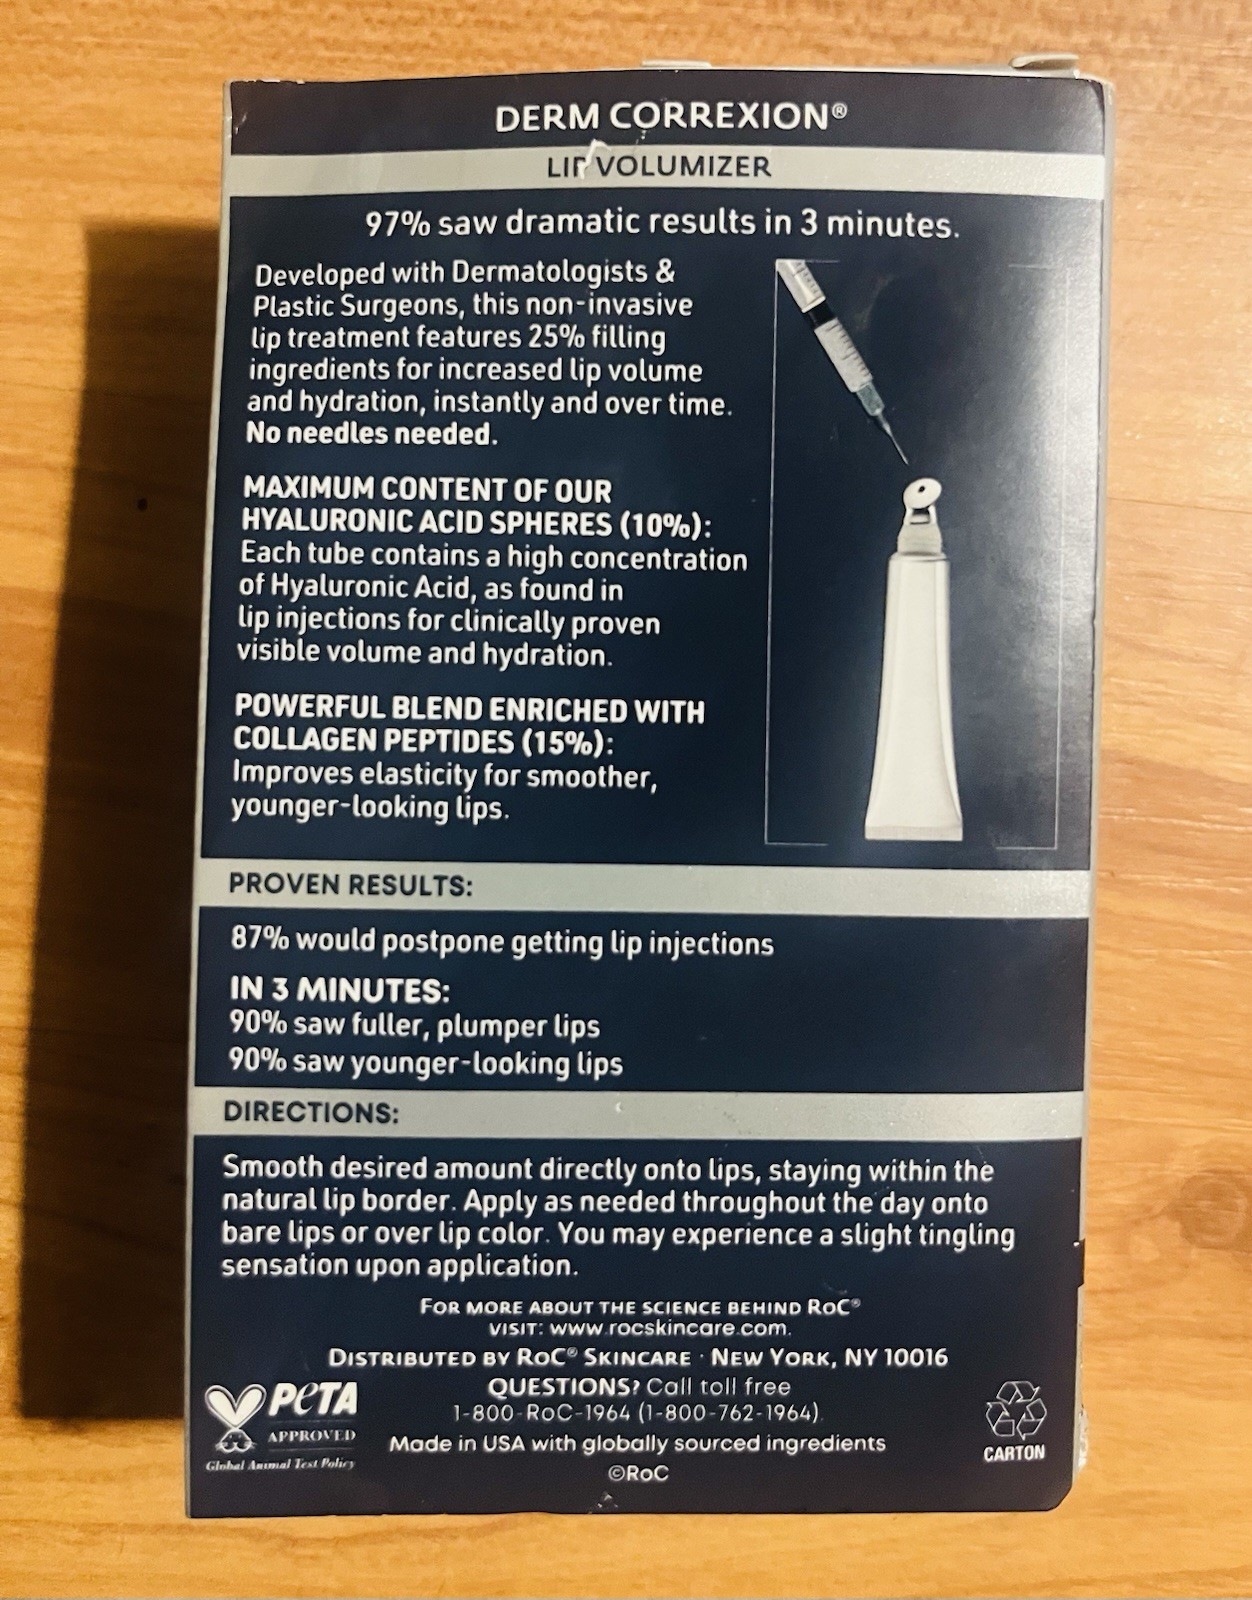 DERM CORREXION®
LIP VOLUMIZER
97% saw dramatic results in 3 minutes.
Developed with Dermatologists &
Plastic Surgeons, this non-invasive
lip treatment features 25% filling
ingredients for increased lip volume
and hydration, instantly and over time.
No needles needed.
MAXIMUM CONTENT OF OUR
HYALURONIC ACID SPHERES (10%):
Each tube contains a high concentration
of Hyaluronic Acid, as found in
lip injections for clinically proven
visible volume and hydration.
POWERFUL BLEND ENRICHED WITH
COLLAGEN PEPTIDES (15%):
Improves elasticity for smoother,
younger-looking lips.
PROVEN RESULTS:
87% would postpone getting lip injections
IN 3 MINUTES:
90% saw fuller, plumper lips
90% saw younger-looking lips
DIRECTIONS:
Smooth desired amount directly onto lips, staying within the
natural lip border. Apply as needed throughout the day onto
bare lips or over lip color. You may experience a slight tingling
sensation upon application.
FOR MORE ABOUT THE SCIENCE BEHIND RoC®
VISIT: www.rocskincare.com.
DISTRIBUTED BY RoC® SKINCARE · NEW YORK, NY 10016
QUESTIONS? Call toll free
1-800-RoC-1964 (1-800-762-1964).
Made in USA with globally sourced ingredients
©RoC
PETA
APPROVED
Global Animal Test Policy
CARTON